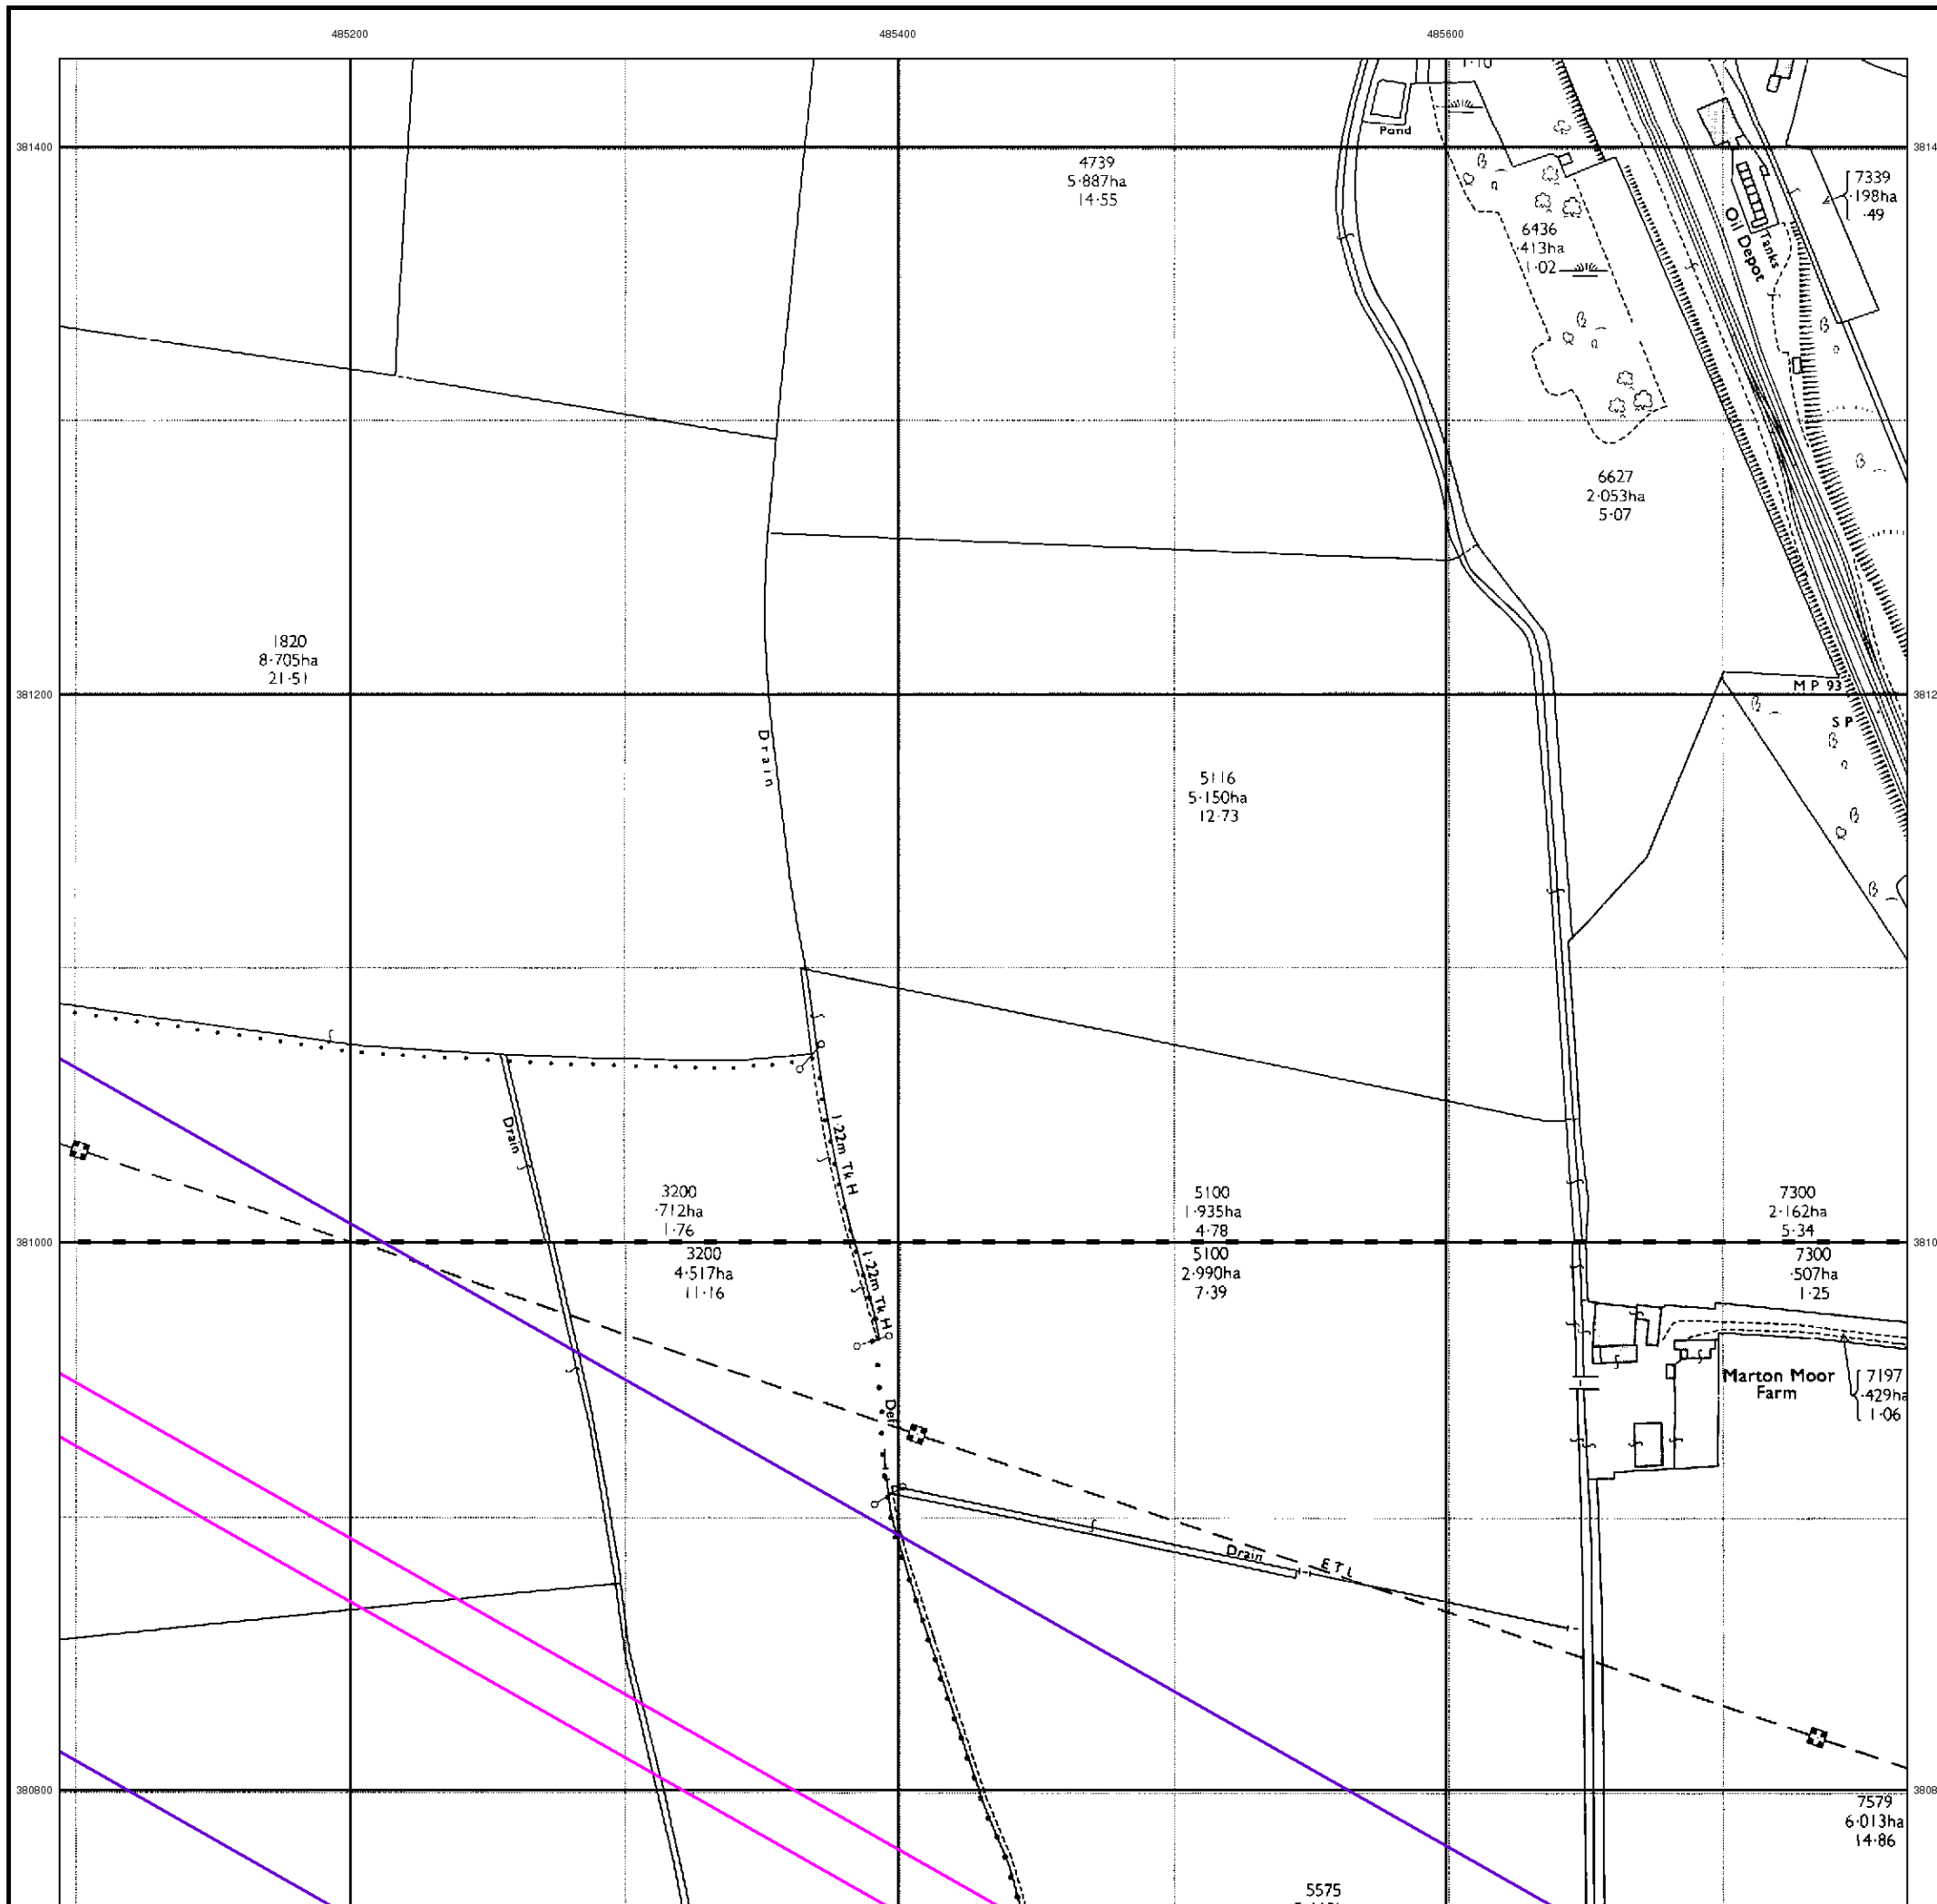 485200
485400
485600
1·10
Pond
381400
4739
5·887ha
14·55
7339
·198ha
·49
6436
·413ha
1·02
Oil Depot
Tanks
6627
2·053ha
5·07
1820
8·705ha
21·51
381200
M P 93
S P
Drain
5116
5·150ha
12·73
Drain
1·22m Tk H
3200
·712ha
1·76
5100
1·935ha
4·78
7300
2·162ha
5·34
381000
3200
4·517ha
11·16
1·22m Tk H
5100
2·990ha
7·39
7300
·507ha
1·25
Marton Moor
Farm
7197
·429ha
1·06
Def
Drain
E T L
380800
7579
6·013ha
14·86
5575